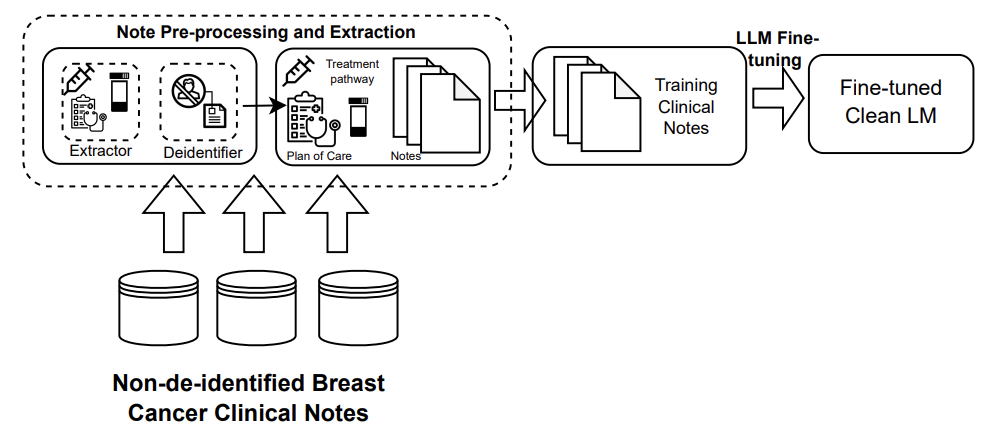 Note Pre-processing and Extraction
Extractor
Deidentifier
Treatment
pathway
Plan of Care
Notes
Training
Clinical
Notes
LLM Fine-
tuning
Fine-tuned
Clean LM
Non-de-identified Breast
Cancer Clinical Notes